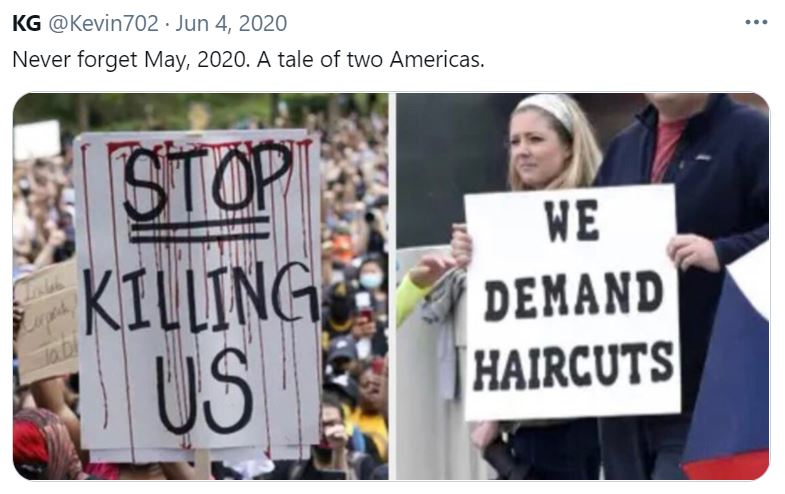 KG @Kevin702 · Jun 4, 2020
Never forget May, 2020. A tale of two Americas.
STOP
KILLING
US
WE
DEMAND
HAIRCUTS